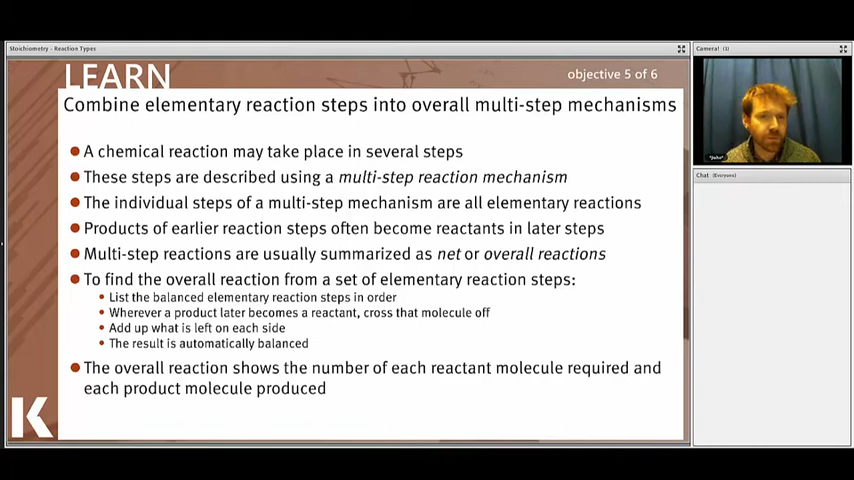 Stoichiometry - Reaction Types
LEARN
objective 5 of 6
Combine elementary reaction steps into overall multi-step mechanisms
● A chemical reaction may take place in several steps
● These steps are described using a multi-step reaction mechanism
● The individual steps of a multi-step mechanism are all elementary reactions
● Products of earlier reaction steps often become reactants in later steps
● Multi-step reactions are usually summarized as net or overall reactions
● To find the overall reaction from a set of elementary reaction steps:
• List the balanced elementary reaction steps in order
• Wherever a product later becomes a reactant, cross that molecule off
• Add up what is left on each side
• The result is automatically balanced
● The overall reaction shows the number of each reactant molecule required and
each product molecule produced
K
Camera! (1)
*John*
Chat (Everyone)